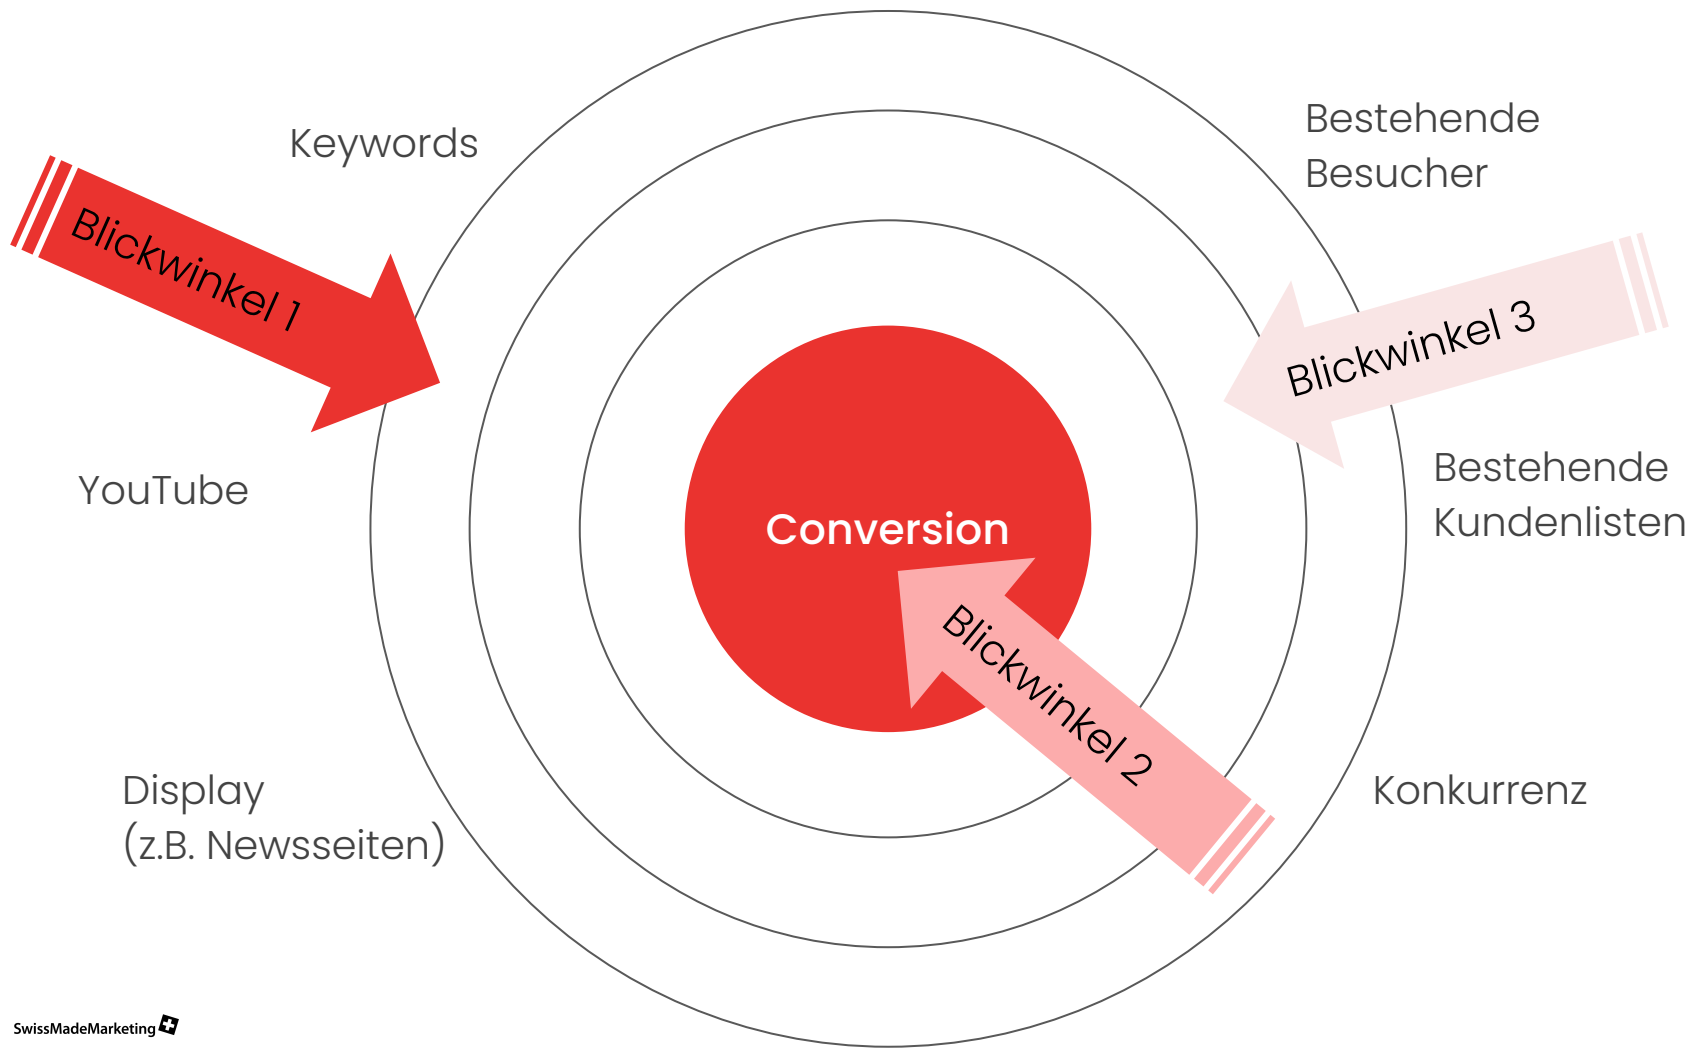 Keywords
Bestehende
Besucher
Blickwinkel 1
Blickwinkel 3
YouTube
Bestehende
Kundenlisten
Conversion
Blickwinkel 2
Display
(z.B. Newsseiten)
Konkurrenz
SwissMadeMarketing